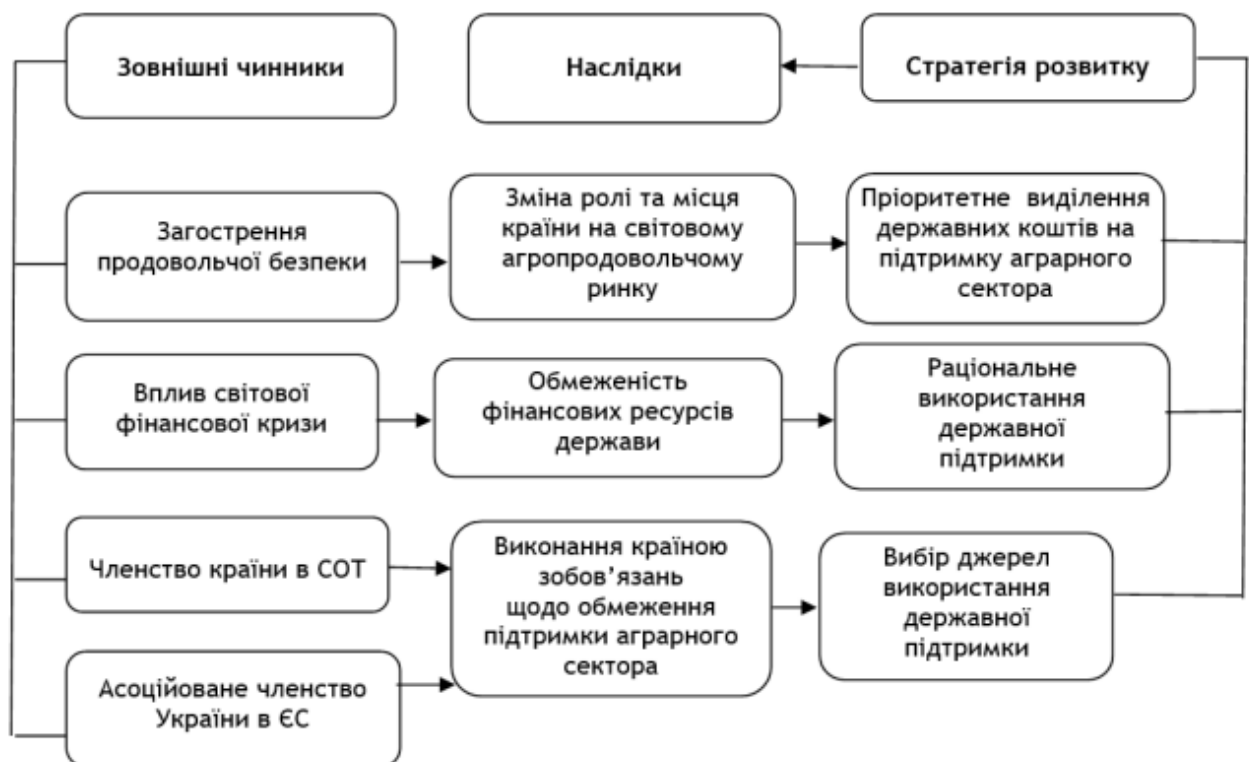 Зовнішні чинники
Наслідки
Стратегія розвитку
Загострення
продовольчої безпеки
Зміна ролі та місця
країни на світовому
агропродовольчому
ринку
Пріоритетне виділення
державних коштів на
підтримку аграрного
сектора
Вплив світової
фінансової кризи
Обмеженість
фінансових ресурсів
держави
Раціональне
використання
державної
підтримки
Членство країни в СОТ
Асоційоване членство
України в ЄС
Виконання країною
зобов’язань
щодо обмеження
підтримки аграрного
сектора
Вибір джерел
використання
державної
підтримки